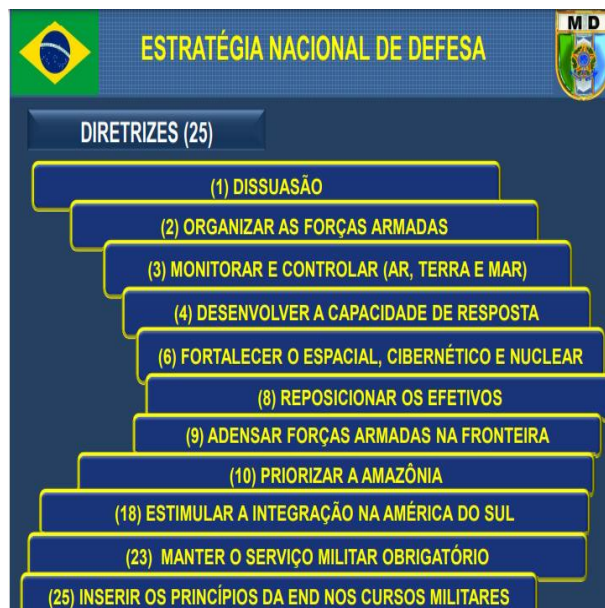 ESTRATÉGIA NACIONAL DE DEFESA
M D
DIRETRIZES (25)
(1) DISSUASÃO
(2) ORGANIZAR AS FORÇAS ARMADAS
(3) MONITORAR E CONTROLAR (AR, TERRA E MAR)
(4) DESENVOLVER A CAPACIDADE DE RESPOSTA
(6) FORTALECER O ESPACIAL, CIBERNÉTICO E NUCLEAR
(8) REPOSICIONAR OS EFETIVOS
(9) ADENSAR FORÇAS ARMADAS NA FRONTEIRA
(10) PRIORIZAR A AMAZÔNIA
(18) ESTIMULAR A INTEGRAÇÃO NA AMÉRICA DO SUL
(23) MANTER O SERVIÇO MILITAR OBRIGATÓRIO
(25) INSERIR OS PRINCÍPIOS DA END NOS CURSOS MILITARES